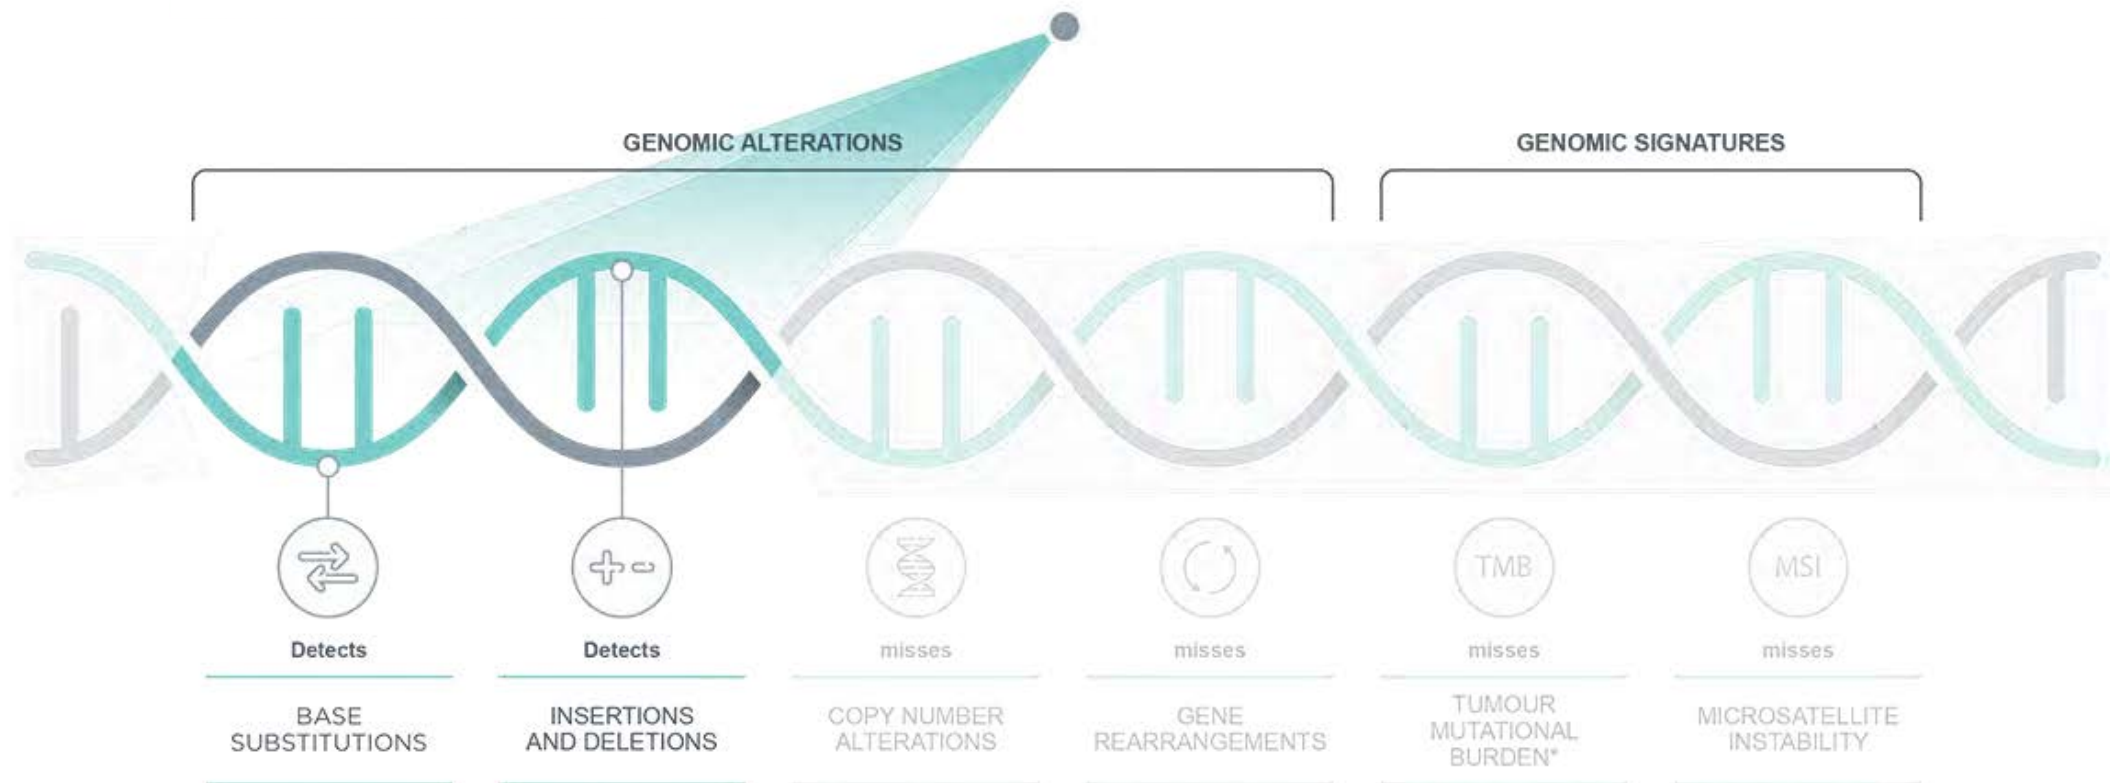 GENOMIC ALTERATIONS
GENOMIC SIGNATURES
TMB
MSI
Detects
Detects
misses
misses
misses
misses
BASE
SUBSTITUTIONS
INSERTIONS
AND DELETIONS
COPY NUMBER
ALTERATIONS
GENE
REARRANGEMENTS
TUMOUR
MUTATIONAL
BURDEN*
MICROSATELLITE
INSTABILITY